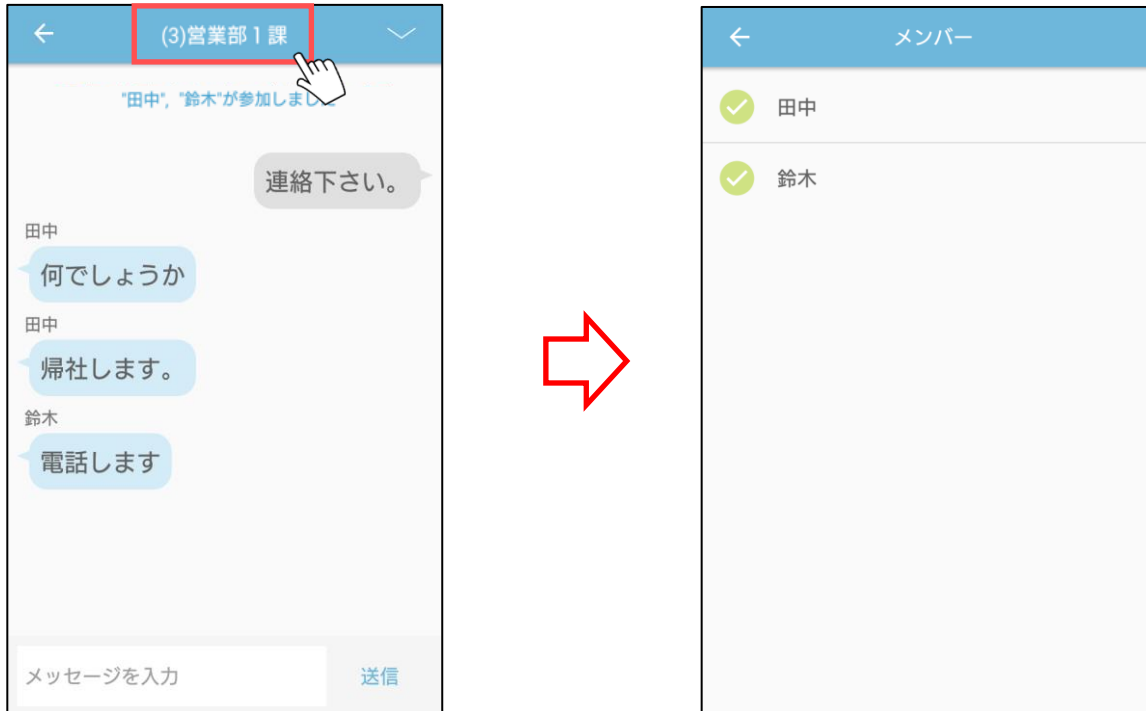 (3)営業部１課
"田中", "鈴木"が参加しました
連絡下さい。
田中
何でしょうか
田中
帰社します。
鈴木
電話します
メッセージを入力
送信
メンバー
田中
鈴木